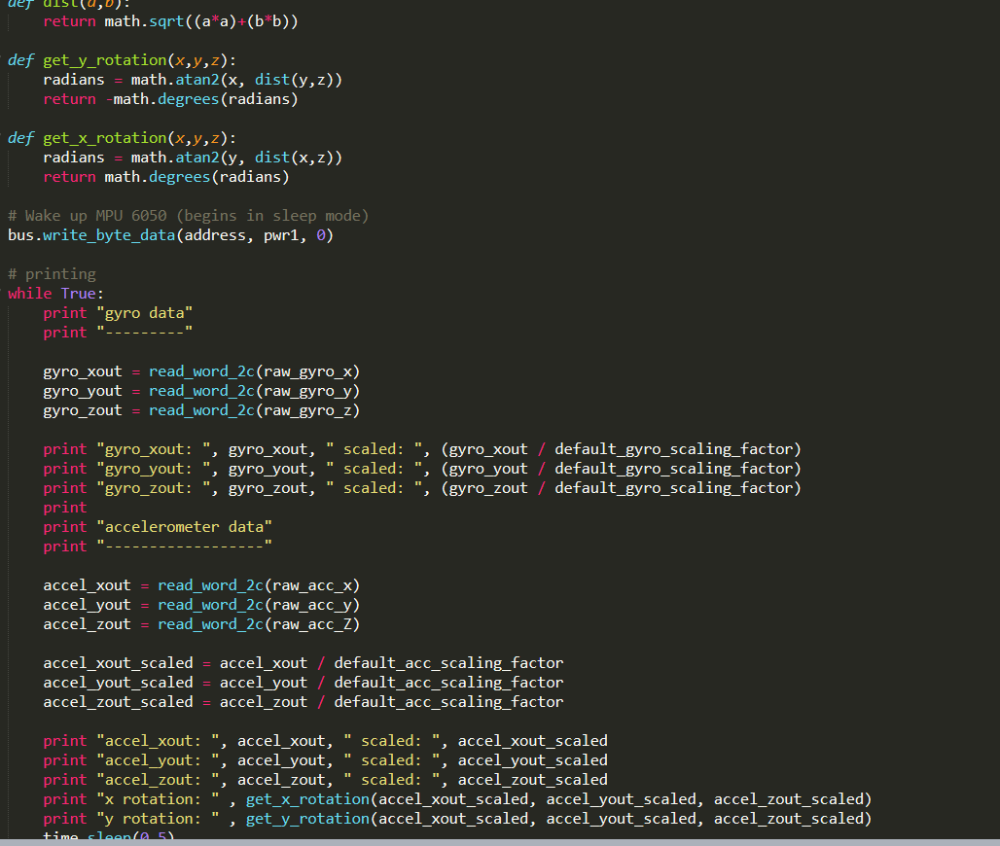 def dist(a,b):
    return math.sqrt((a*a)+(b*b))

def get_y_rotation(x,y,z):
    radians = math.atan2(x, dist(y,z))
    return -math.degrees(radians)

def get_x_rotation(x,y,z):
    radians = math.atan2(y, dist(x,z))
    return math.degrees(radians)

# Wake up MPU 6050 (begins in sleep mode)
bus.write_byte_data(address, pwr1, 0)

# printing
while True:
    print "gyro data"
    print "---------"

    gyro_xout = read_word_2c(raw_gyro_x)
    gyro_yout = read_word_2c(raw_gyro_y)
    gyro_zout = read_word_2c(raw_gyro_z)

    print "gyro_xout: ", gyro_xout, " scaled: ", (gyro_xout / default_gyro_scaling_factor)
    print "gyro_yout: ", gyro_yout, " scaled: ", (gyro_yout / default_gyro_scaling_factor)
    print "gyro_zout: ", gyro_zout, " scaled: ", (gyro_zout / default_gyro_scaling_factor)
    print
    print "accelerometer data"
    print "------------------"

    accel_xout = read_word_2c(raw_acc_x)
    accel_yout = read_word_2c(raw_acc_y)
    accel_zout = read_word_2c(raw_acc_Z)

    accel_xout_scaled = accel_xout / default_acc_scaling_factor
    accel_yout_scaled = accel_yout / default_acc_scaling_factor
    accel_zout_scaled = accel_zout / default_acc_scaling_factor

    print "accel_xout: ", accel_xout, " scaled: ", accel_xout_scaled
    print "accel_yout: ", accel_yout, " scaled: ", accel_yout_scaled
    print "accel_zout: ", accel_zout, " scaled: ", accel_zout_scaled
    print "x rotation: " , get_x_rotation(accel_xout_scaled, accel_yout_scaled, accel_zout_scaled)
    print "y rotation: " , get_y_rotation(accel_xout_scaled, accel_yout_scaled, accel_zout_scaled)
    time.sleep(0.5)